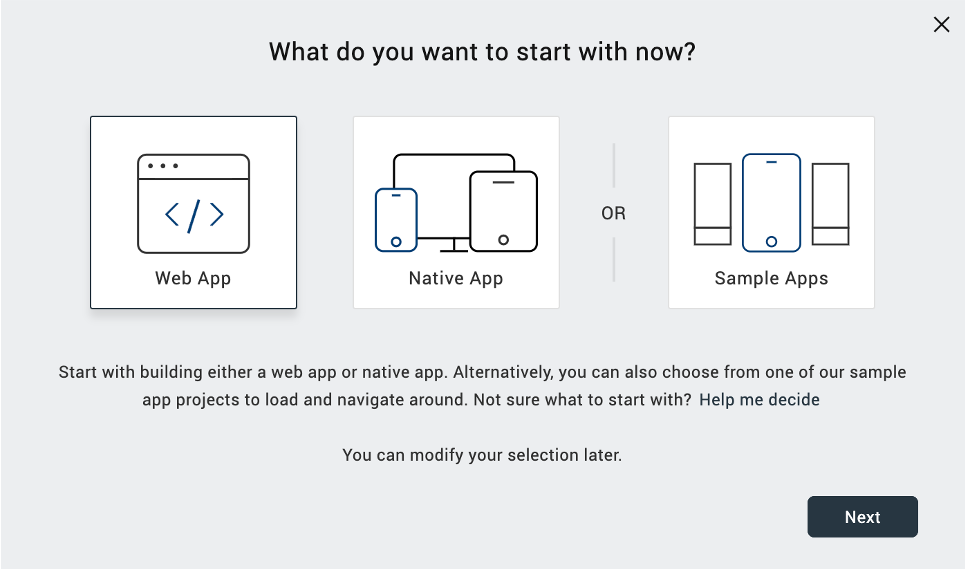 What do you want to start with now?
</>
Web App
Native App
OR
Sample Apps
Start with building either a web app or native app. Alternatively, you can also choose from one of our sample
app projects to load and navigate around. Not sure what to start with? Help me decide
You can modify your selection later.
Next